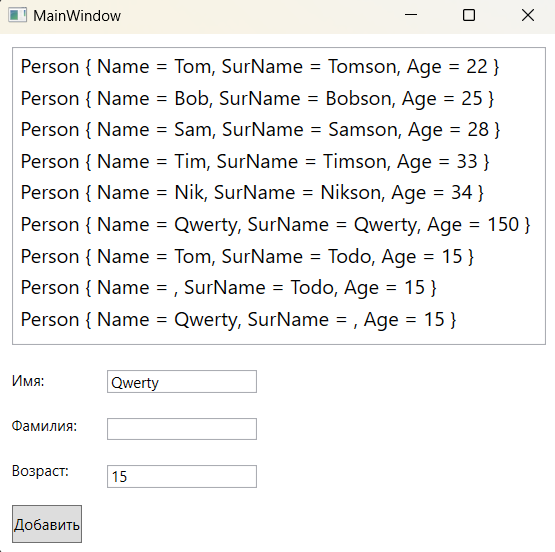 MainWindow
Person { Name = Tom, SurName = Tomson, Age = 22 }
Person { Name = Bob, SurName = Bobson, Age = 25 }
Person { Name = Sam, SurName = Samson, Age = 28 }
Person { Name = Tim, SurName = Timson, Age = 33 }
Person { Name = Nik, SurName = Nikson, Age = 34 }
Person { Name = Qwerty, SurName = Qwerty, Age = 150 }
Person { Name = Tom, SurName = Todo, Age = 15 }
Person { Name = , SurName = Todo, Age = 15 }
Person { Name = Qwerty, SurName = , Age = 15 }
Имя: Qwerty
Фамилия:
Возраст: 15
Добавить